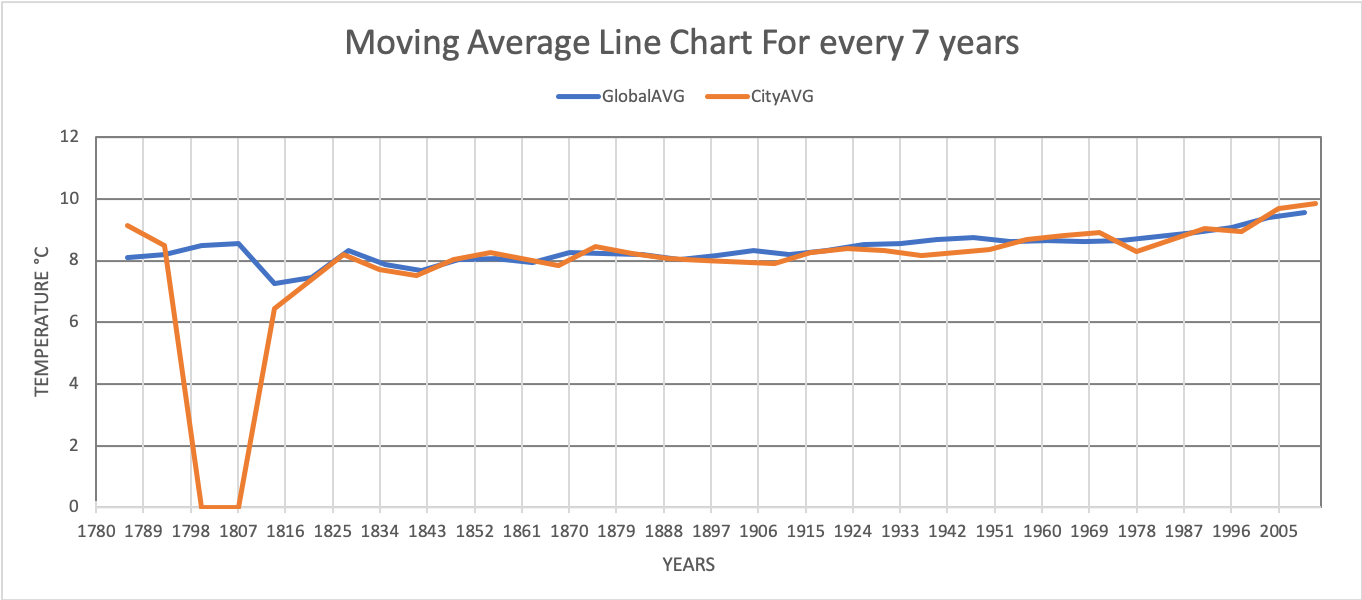 Moving Average Line Chart For every 7 years
GlobalAVG CityAVG
TEMPERATURE °C
12
10
8
6
4
2
0
1780 1789 1798 1807 1816 1825 1834 1843 1852 1861 1870 1879 1888 1897 1906 1915 1924 1933 1942 1951 1960 1969 1978 1987 1996 2005
YEARS